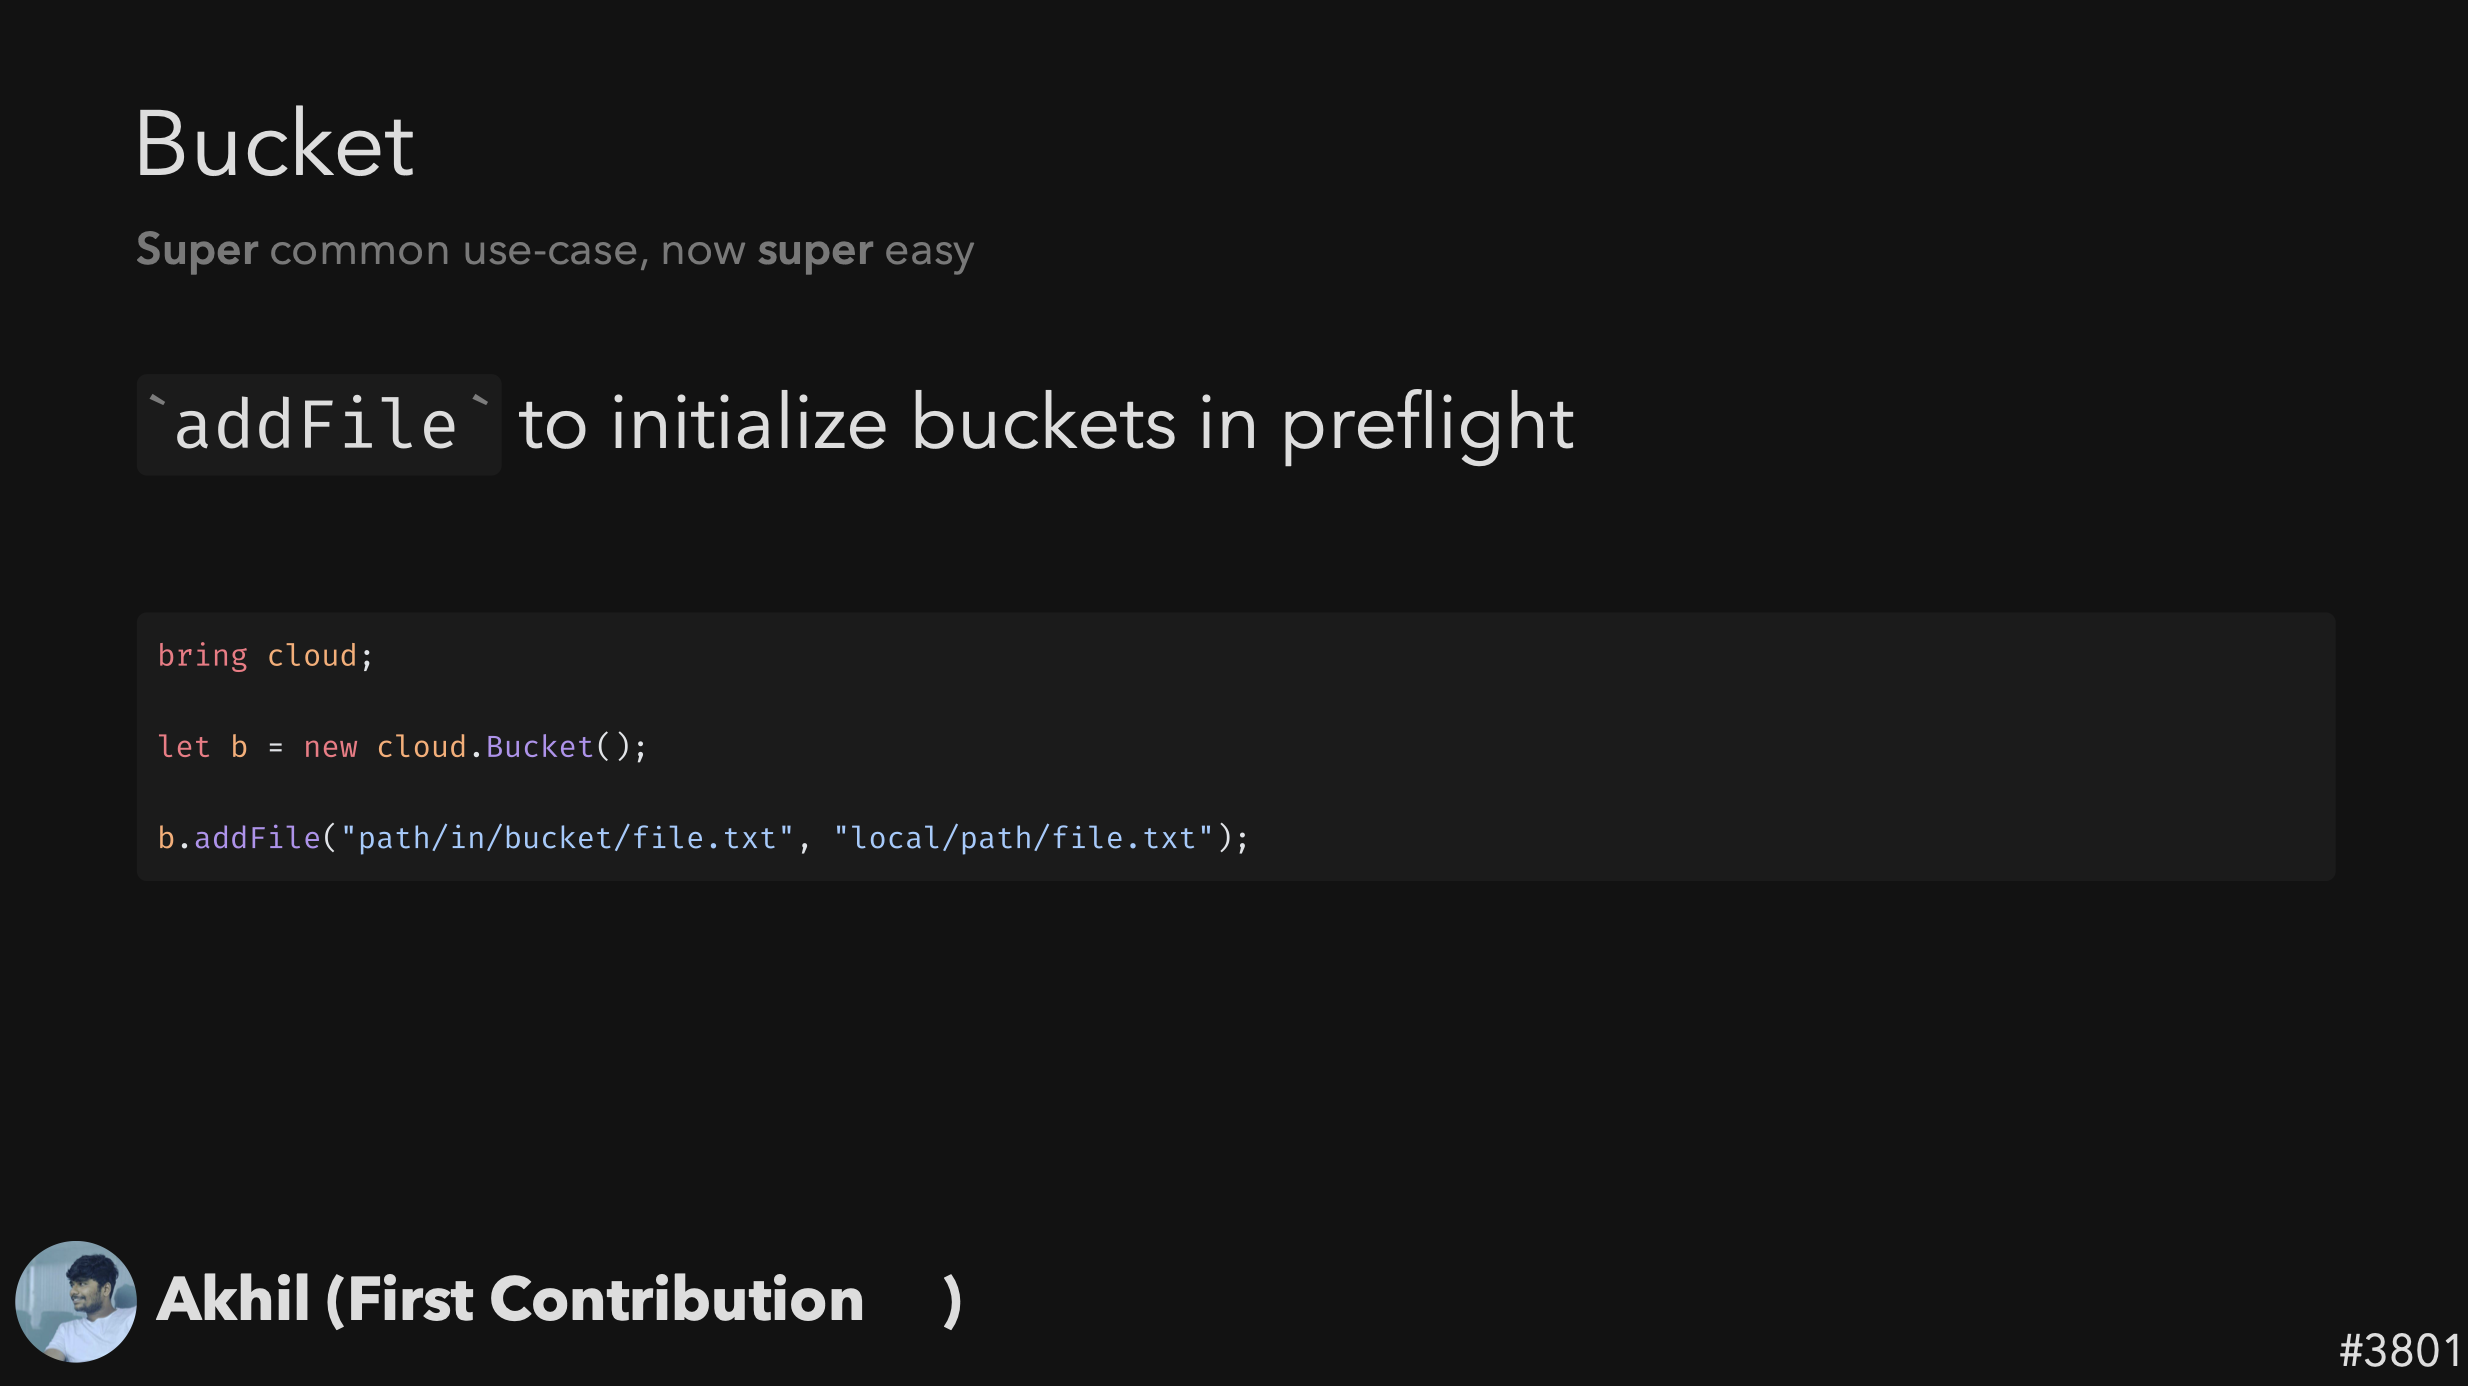 Bucket
Super common use-case, now super easy
`addFile` to initialize buckets in preflight
bring cloud;
let b = new cloud.Bucket();
b.addFile("path/in/bucket/file.txt", "local/path/file.txt");
Akhil (First Contribution )
#3801